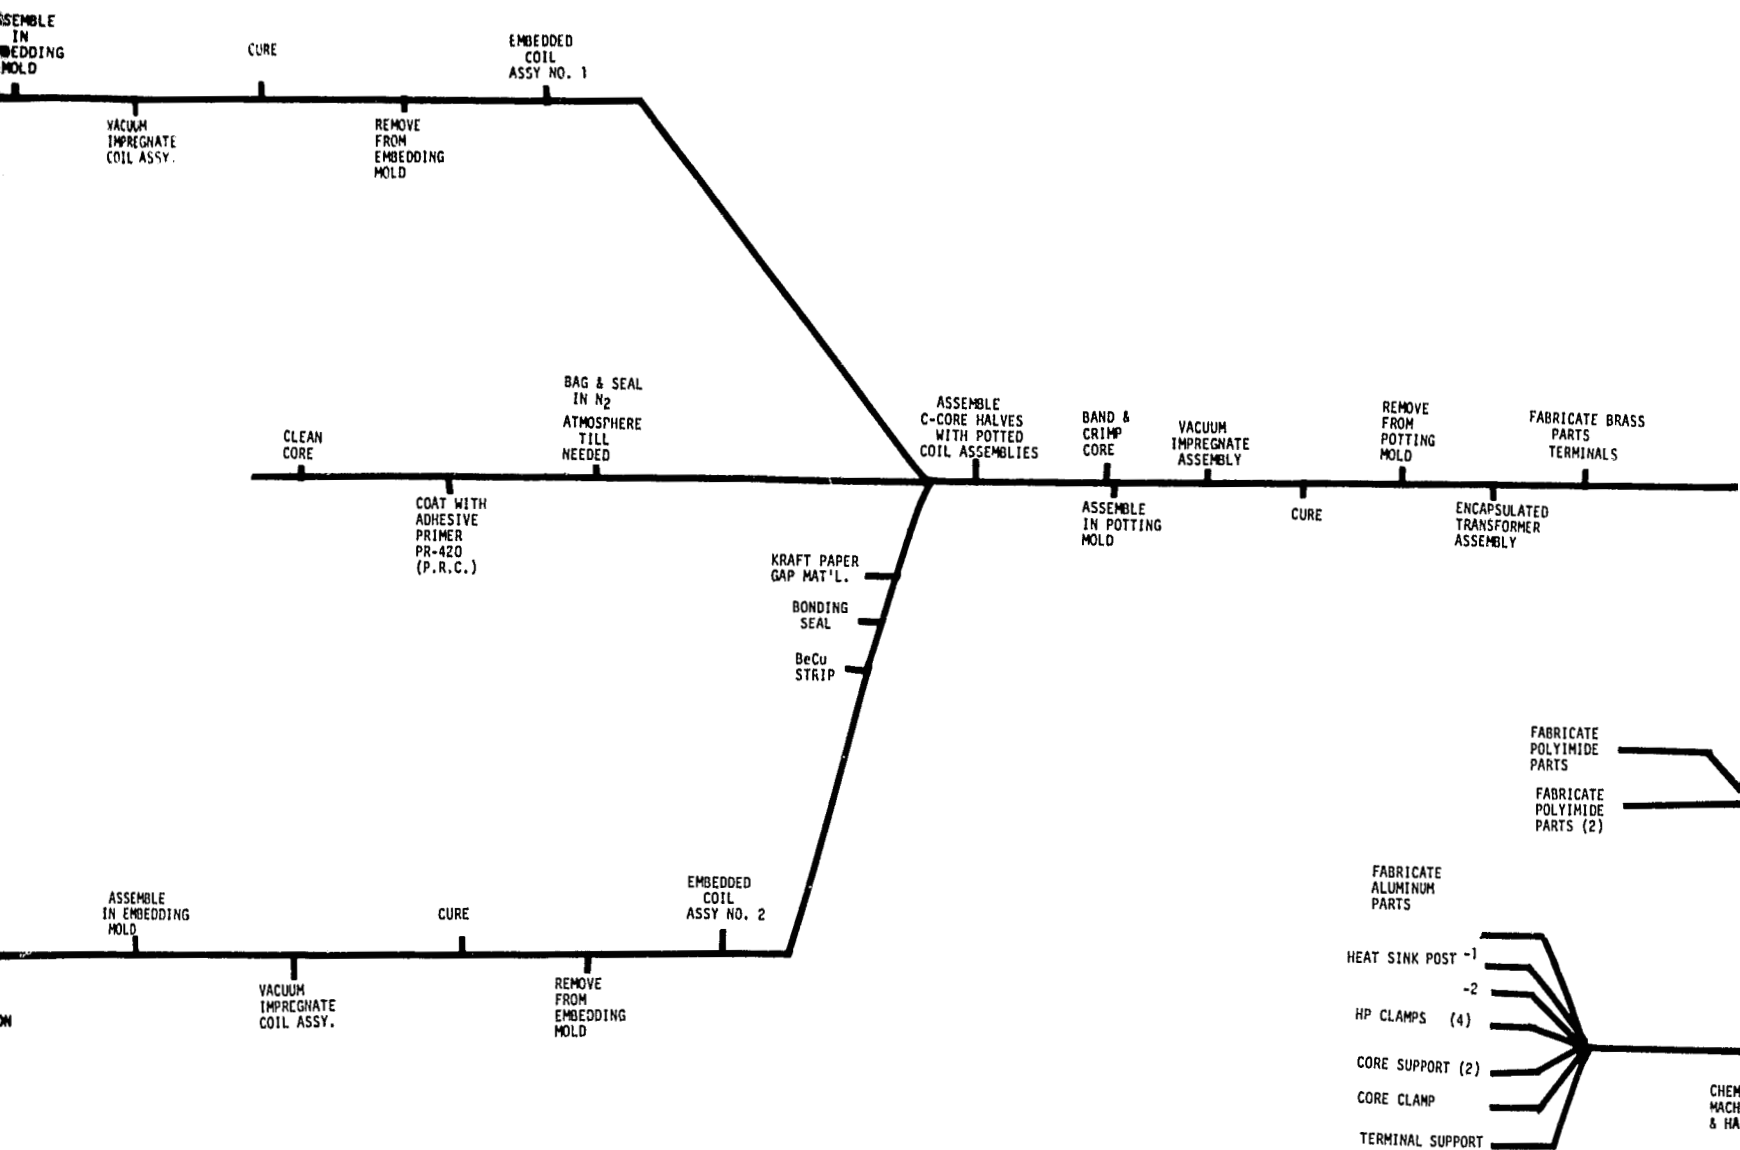 IN
MOLD
CURE
EMBEDDED
COIL
ASSY NO. 1
VACUUM
IMPREGNATE
COIL ASSY.
REMOVE
FROM
EMBEDDING
MOLD
BAG & SEAL
IN N2
ATMOSPHERE
TILL
NEEDED
CLEAN
CORE
COAT WITH
ADHESIVE
PRIMER
PR-420
(P.R.C.)
ASSEMBLE
C-CORE HALVES
WITH POTTED
COIL ASSEMBLIES
BAND &
CRIMP
CORE
VACUUM
IMPREGNATE
ASSEMBLY
REMOVE
FROM
POTTING
MOLD
FABRICATE BRASS
PARTS
TERMINALS
ASSEMBLE
IN POTTING
MOLD
CURE
ENCAPSULATED
TRANSFORMER
ASSEMBLY
KRAFT PAPER
GAP MAT'L.
BONDING
SEAL
BeCu
STRIP
FABRICATE
POLYIMIDE
PARTS
FABRICATE
POLYIMIDE
PARTS (2)
ASSEMBLE
IN EMBEDDING
MOLD
CURE
EMBEDDED
COIL
ASSY NO. 2
VACUUM
IMPREGNATE
COIL ASSY.
REMOVE
FROM
EMBEDDING
MOLD
FABRICATE
ALUMINUM
PARTS
HEAT SINK POST -1
-2
HP CLAMPS (4)
CORE SUPPORT (2)
CORE CLAMP
TERMINAL SUPPORT
CHEM
MACH
& HA